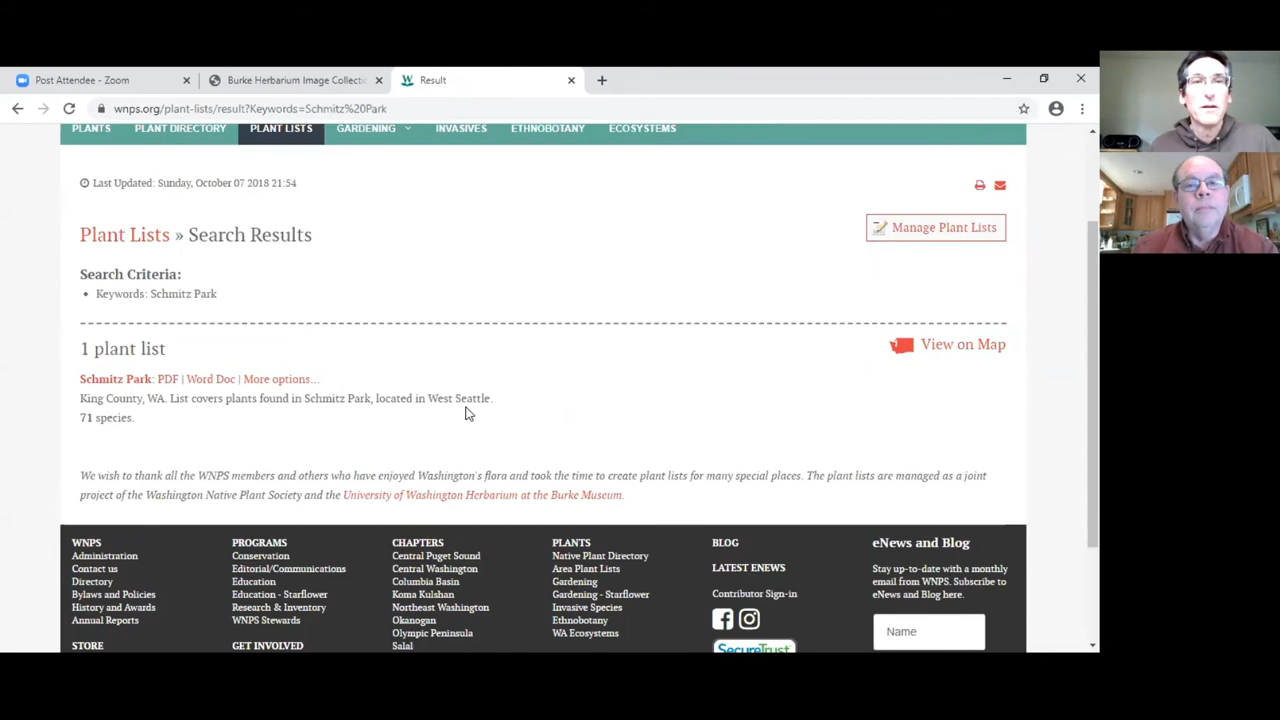 Post Attendee - Zoom
Burke Herbarium Image Collecti
Result
wnps.org/plant-lists/result?Keywords=Schmitz%20Park
PLANTS
PLANT DIRECTORY
PLANT LISTS
GARDENING
INVASIVES
ETHNOBOTANY
ECOSYSTEMS
Last Updated: Sunday, October 07 2018 21:54
Plant Lists » Search Results
Manage Plant Lists
Search Criteria:
• Keywords: Schmitz Park
1 plant list
View on Map
Schmitz Park: PDF | Word Doc | More options...
King County, WA. List covers plants found in Schmitz Park, located in West Seattle.
71 species.
We wish to thank all the WNPS members and others who have enjoyed Washington's flora and took the time to create plant lists for many special places. The plant lists are managed as a joint
project of the Washington Native Plant Society and the University of Washington Herbarium at the Burke Museum.
WNPS
Administration
Contact us
Directory
Bylaws and Policies
History and Awards
Annual Reports
STORE
PROGRAMS
Conservation
Editorial/Communications
Education
Education - Starflower
Research & Inventory
WNPS Stewards
GET INVOLVED
CHAPTERS
Central Puget Sound
Central Washington
Columbia Basin
Koma Kulshan
Northeast Washington
Okanogan
Olympic Peninsula
Salal
PLANTS
Native Plant Directory
Area Plant Lists
Gardening
Gardening - Starflower
Invasive Species
Ethnobotany
WA Ecosystems
BLOG
LATEST ENEWS
Contributor Sign-in
SecureTrust
eNews and Blog
Stay up-to-date with a monthly
email from WNPS. Subscribe to
eNews and Blog here.
Name